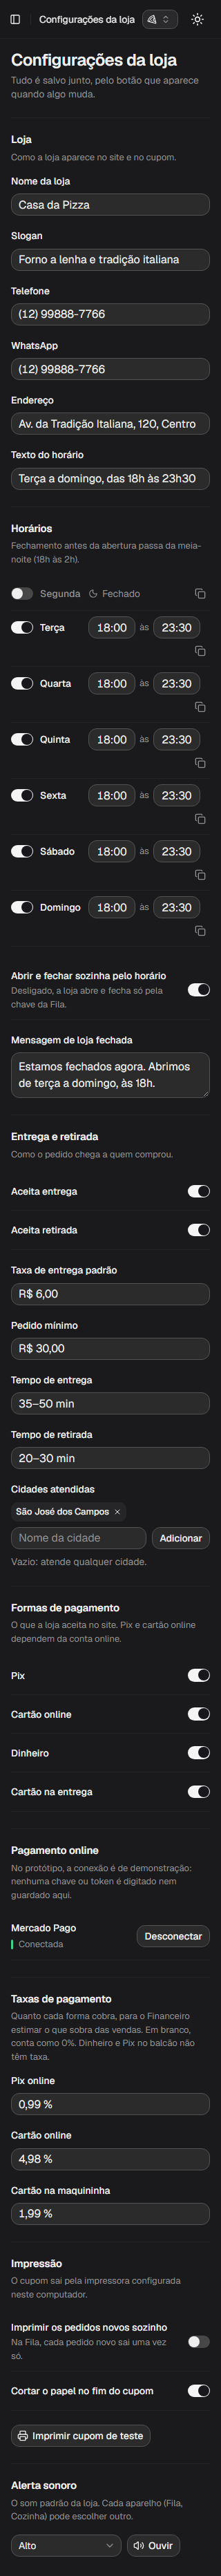 Configurações da loja
Configurações da loja
Tudo é salvo junto, pelo botão que aparece
quando algo muda.
Loja
Como a loja aparece no site e no cupom.
Nome da loja
Casa da Pizza
Slogan
Forno a lenha e tradição italiana
Telefone
(12) 99888-7766
WhatsApp
(12) 99888-7766
Endereço
Av. da Tradição Italiana, 120, Centro
Texto do horário
Terça a domingo, das 18h às 23h30
Horários
Fechamento antes da abertura passa da meia-
noite (18h às 2h).
Segunda Fechado
Terça 18:00 às 23:30
Quarta 18:00 às 23:30
Quinta 18:00 às 23:30
Sexta 18:00 às 23:30
Sábado 18:00 às 23:30
Domingo 18:00 às 23:30
Abrir e fechar sozinha pelo horário
Desligado, a loja abre e fecha só pela
chave da Fila.
Mensagem de loja fechada
Estamos fechados agora. Abrimos
de terça a domingo, às 18h.
Entrega e retirada
Como o pedido chega a quem comprou.
Aceita entrega
Aceita retirada
Taxa de entrega padrão
R$ 6,00
Pedido mínimo
R$ 30,00
Tempo de entrega
35–50 min
Tempo de retirada
20–30 min
Cidades atendidas
São José dos Campos ×
Nome da cidade Adicionar
Vazio: atende qualquer cidade.
Formas de pagamento
O que a loja aceita no site. Pix e cartão online
dependem da conta online.
Pix
Cartão online
Dinheiro
Cartão na entrega
Pagamento online
No protótipo, a conexão é de demonstração:
nenhuma chave ou token é digitado nem
guardado aqui.
Mercado Pago
Conectada
Desconectar
Taxas de pagamento
Quanto cada forma cobra, para o Financeiro
estimar o que sobra das vendas. Em branco,
conta como 0%. Dinheiro e Pix no balcão não
têm taxa.
Pix online
0,99 %
Cartão online
4,98 %
Cartão na maquininha
1,99 %
Impressão
O cupom sai pela impressora configurada
neste computador.
Imprimir os pedidos novos sozinho
Na Fila, cada pedido novo sai uma vez
só.
Cortar o papel no fim do cupom
Imprimir cupom de teste
Alerta sonoro
O som padrão da loja. Cada aparelho (Fila,
Cozinha) pode escolher outro.
Alto Ouvir